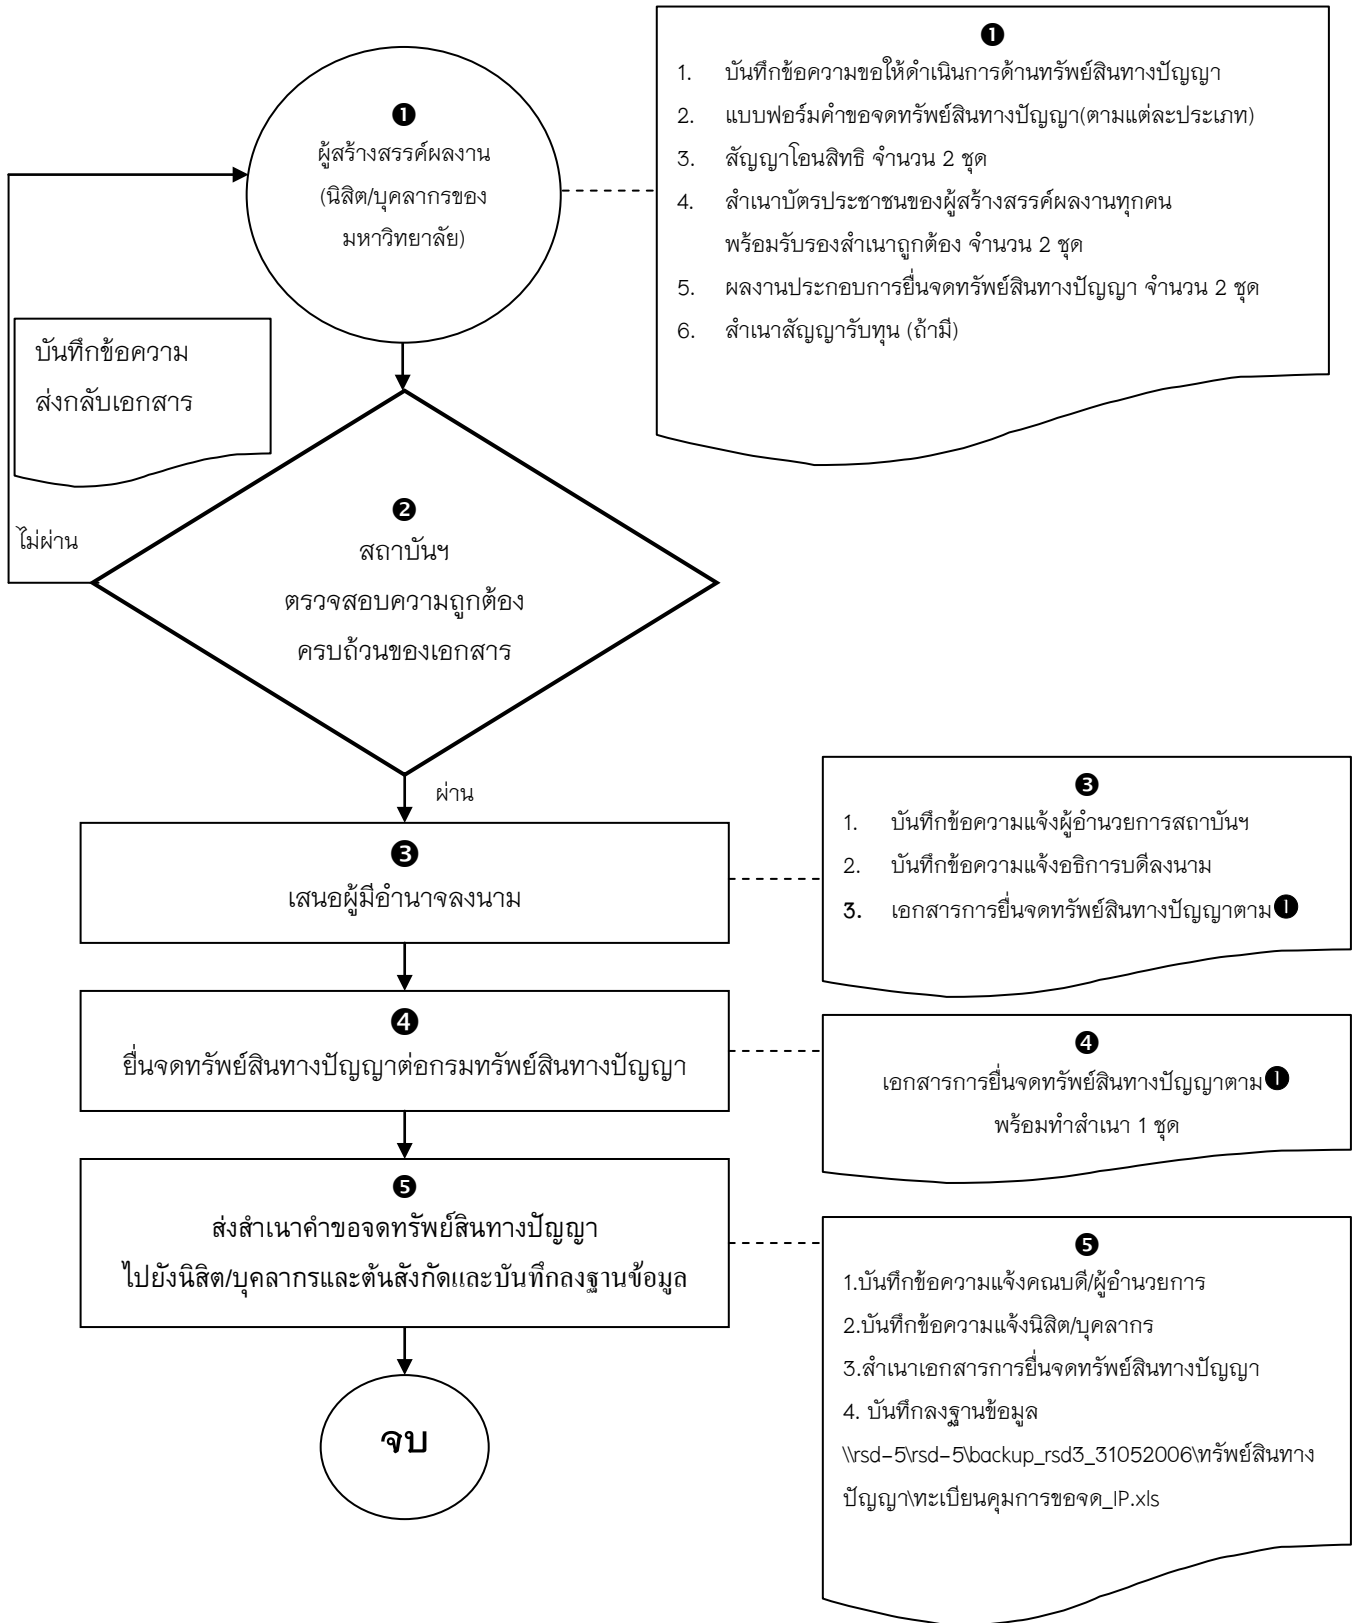 ❶
ผู้สร้างสรรค์ผลงาน
(นิสิต/บุคลากรของ
มหาวิทยาลัย)
❶
1. บันทึกข้อความขอให้ดำเนินการด้านทรัพย์สินทางปัญญา
2. แบบฟอร์มคำขอจดทรัพย์สินทางปัญญา(ตามแต่ละประเภท)
3. สัญญาโอนสิทธิ จำนวน 2 ชุด
4. สำเนาบัตรประชาชนของผู้สร้างสรรค์ผลงานทุกคน
พร้อมรับรองสำเนาถูกต้อง จำนวน 2 ชุด
5. ผลงานประกอบการยื่นจดทรัพย์สินทางปัญญา จำนวน 2 ชุด
6. สำเนาสัญญารับทุน (ถ้ามี)
บันทึกข้อความ
ส่งกลับเอกสาร
ไม่ผ่าน
❷
สถาบันฯ
ตรวจสอบความถูกต้อง
ครบถ้วนของเอกสาร
ผ่าน
❸
เสนอผู้มีอำนาจลงนาม
❸
1. บันทึกข้อความแจ้งผู้อำนวยการสถาบันฯ
2. บันทึกข้อความแจ้งอธิการบดีลงนาม
3. เอกสารการยื่นจดทรัพย์สินทางปัญญาตาม❶
❹
ยื่นจดทรัพย์สินทางปัญญาต่อกรมทรัพย์สินทางปัญญา
❹
เอกสารการยื่นจดทรัพย์สินทางปัญญาตาม❶
พร้อมทำสำเนา 1 ชุด
❺
ส่งสำเนาคำขอจดทรัพย์สินทางปัญญา
ไปยังนิสิต/บุคลากรและต้นสังกัดและบันทึกลงฐานข้อมูล
❺
1.บันทึกข้อความแจ้งคณบดี/ผู้อำนวยการ
2.บันทึกข้อความแจ้งนิสิต/บุคลากร
3.สำเนาเอกสารการยื่นจดทรัพย์สินทางปัญญา
4. บันทึกลงฐานข้อมูล
\\rsd-5\rsd-5\backup_rsd3_31052006\ทรัพย์สินทาง
ปัญญา\ทะเบียนคุมการขอจด_IP.xls
จบ